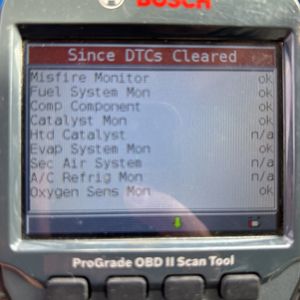 BOSCH
Since DTCs Cleared
Misfire Monitor ok
Fuel System Mon ok
Comp Component ok
Catalyst Mon ok
Htd Catalyst n/a
Evap System Mon ok
Sec Air System n/a
A/C Refrig Mon n/a
Oxygen Sens Mon ok
ProGrade OBD II Scan Tool